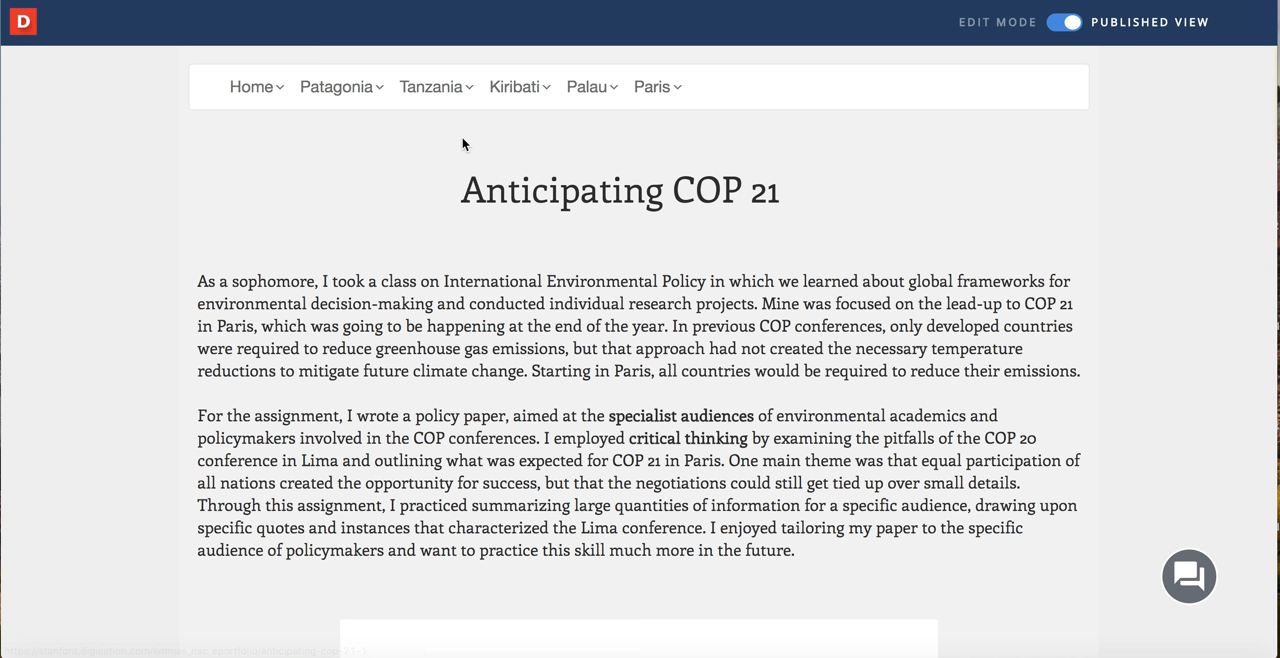 D
EDIT MODE PUBLISHED VIEW
Home Patagonia Tanzania Kiribati Palau Paris
Anticipating COP 21
As a sophomore, I took a class on International Environmental Policy in which we learned about global frameworks for
environmental decision-making and conducted individual research projects. Mine was focused on the lead-up to COP 21
in Paris, which was going to be happening at the end of the year. In previous COP conferences, only developed countries
were required to reduce greenhouse gas emissions, but that approach had not created the necessary temperature
reductions to mitigate future climate change. Starting in Paris, all countries would be required to reduce their emissions.
For the assignment, I wrote a policy paper, aimed at the specialist audiences of environmental academics and
policymakers involved in the COP conferences. I employed critical thinking by examining the pitfalls of the COP 20
conference in Lima and outlining what was expected for COP 21 in Paris. One main theme was that equal participation of
all nations created the opportunity for success, but that the negotiations could still get tied up over small details.
Through this assignment, I practiced summarizing large quantities of information for a specific audience, drawing upon
specific quotes and instances that characterized the Lima conference. I enjoyed tailoring my paper to the specific
audience of policymakers and want to practice this skill much more in the future.